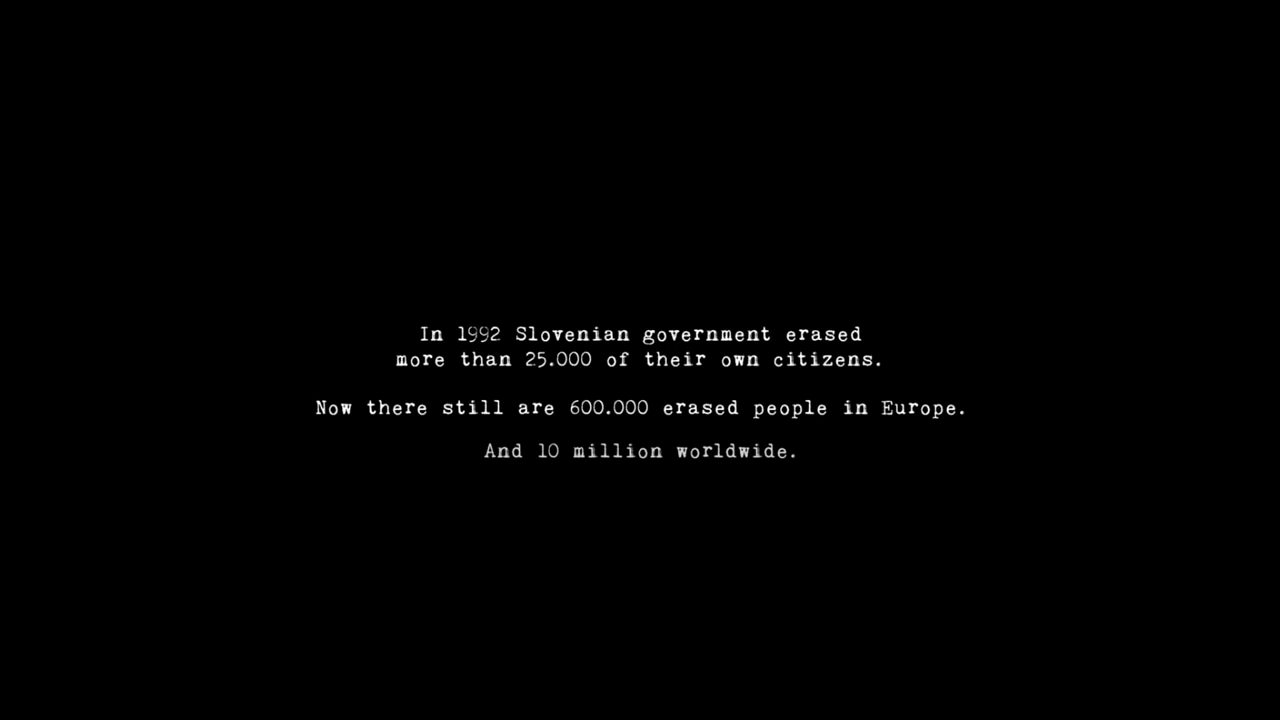 In 1992 Slovenian government erased
more than 25.000 of their own citizens.
Now there still are 600.000 erased people in Europe.
And 10 million worldwide.